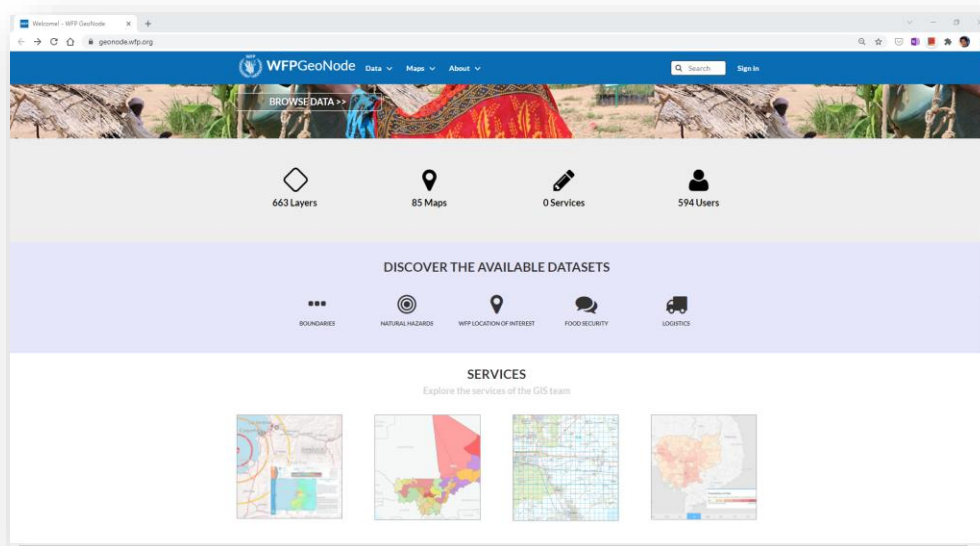 Welcome! - WFP GeoNode
geonode.wfp.org
WFP
WFPGeoNode Data Maps About Search Sign in
BROWSE DATA >>
663 Layers 85 Maps 0 Services 594 Users
DISCOVER THE AVAILABLE DATASETS
BOUNDARIES NATURAL HAZARDS WFP LOCATION OF INTEREST FOOD SECURITY LOGISTICS
SERVICES
Explore the services of the GIS team